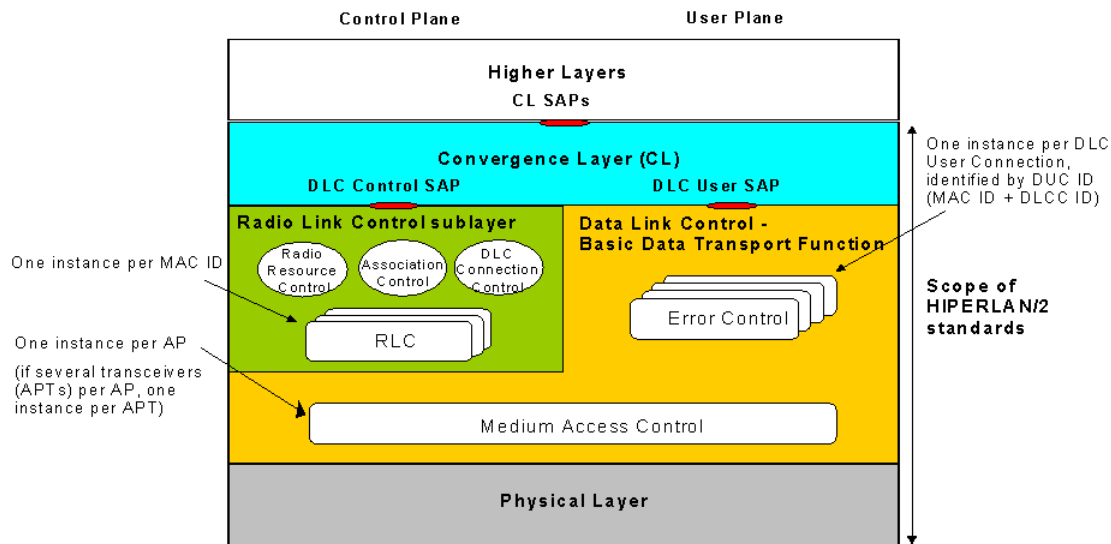 Control Plane
User Plane
Higher Layers
CL SAPs
Convergence Layer (CL)
DLC Control SAP
DLC User SAP
Radio Link Control sublayer
Radio
Resource
Control
Association
Control
DLC
Connection
Control
RLC
Data Link Control -
Basic Data Transport Function
Error Control
Medium Access Control
Physical Layer
One instance per MAC ID
One instance per AP
(if several transceivers
(APTs) per AP, one
instance per APT)
One instance per DLC
User Connection,
identified by DUC ID
(MAC ID + DLCC ID)
Scope of
HIPERLAN/2
standards